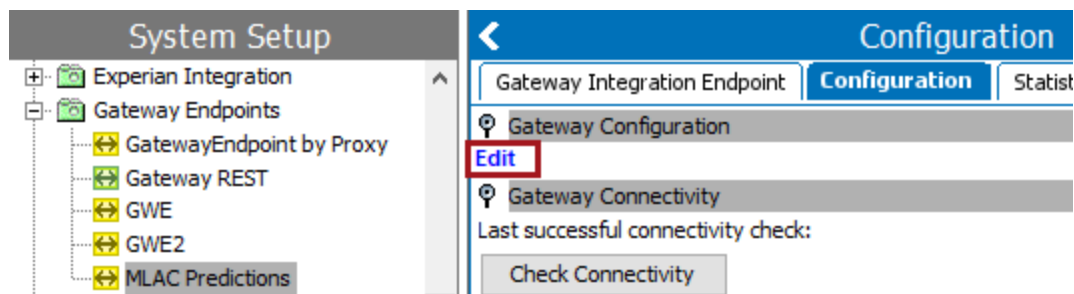 System Setup
Experian Integration
Gateway Endpoints
GatewayEndpoint by Proxy
Gateway REST
GWE
GWE2
MLAC Predictions
Configuration
Gateway Integration Endpoint
Configuration
Statist
Gateway Configuration
Edit
Gateway Connectivity
Last successful connectivity check:
Check Connectivity